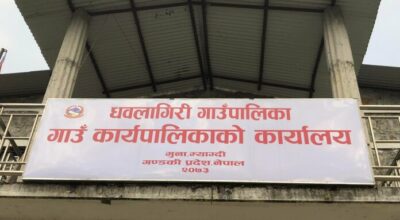 धवलागिरी गाउँपालिका
गाउँ कार्यपालिकाको कार्यालय
मुना,म्याग्दी
गण्डकी प्रदेश,नेपाल
२०७३